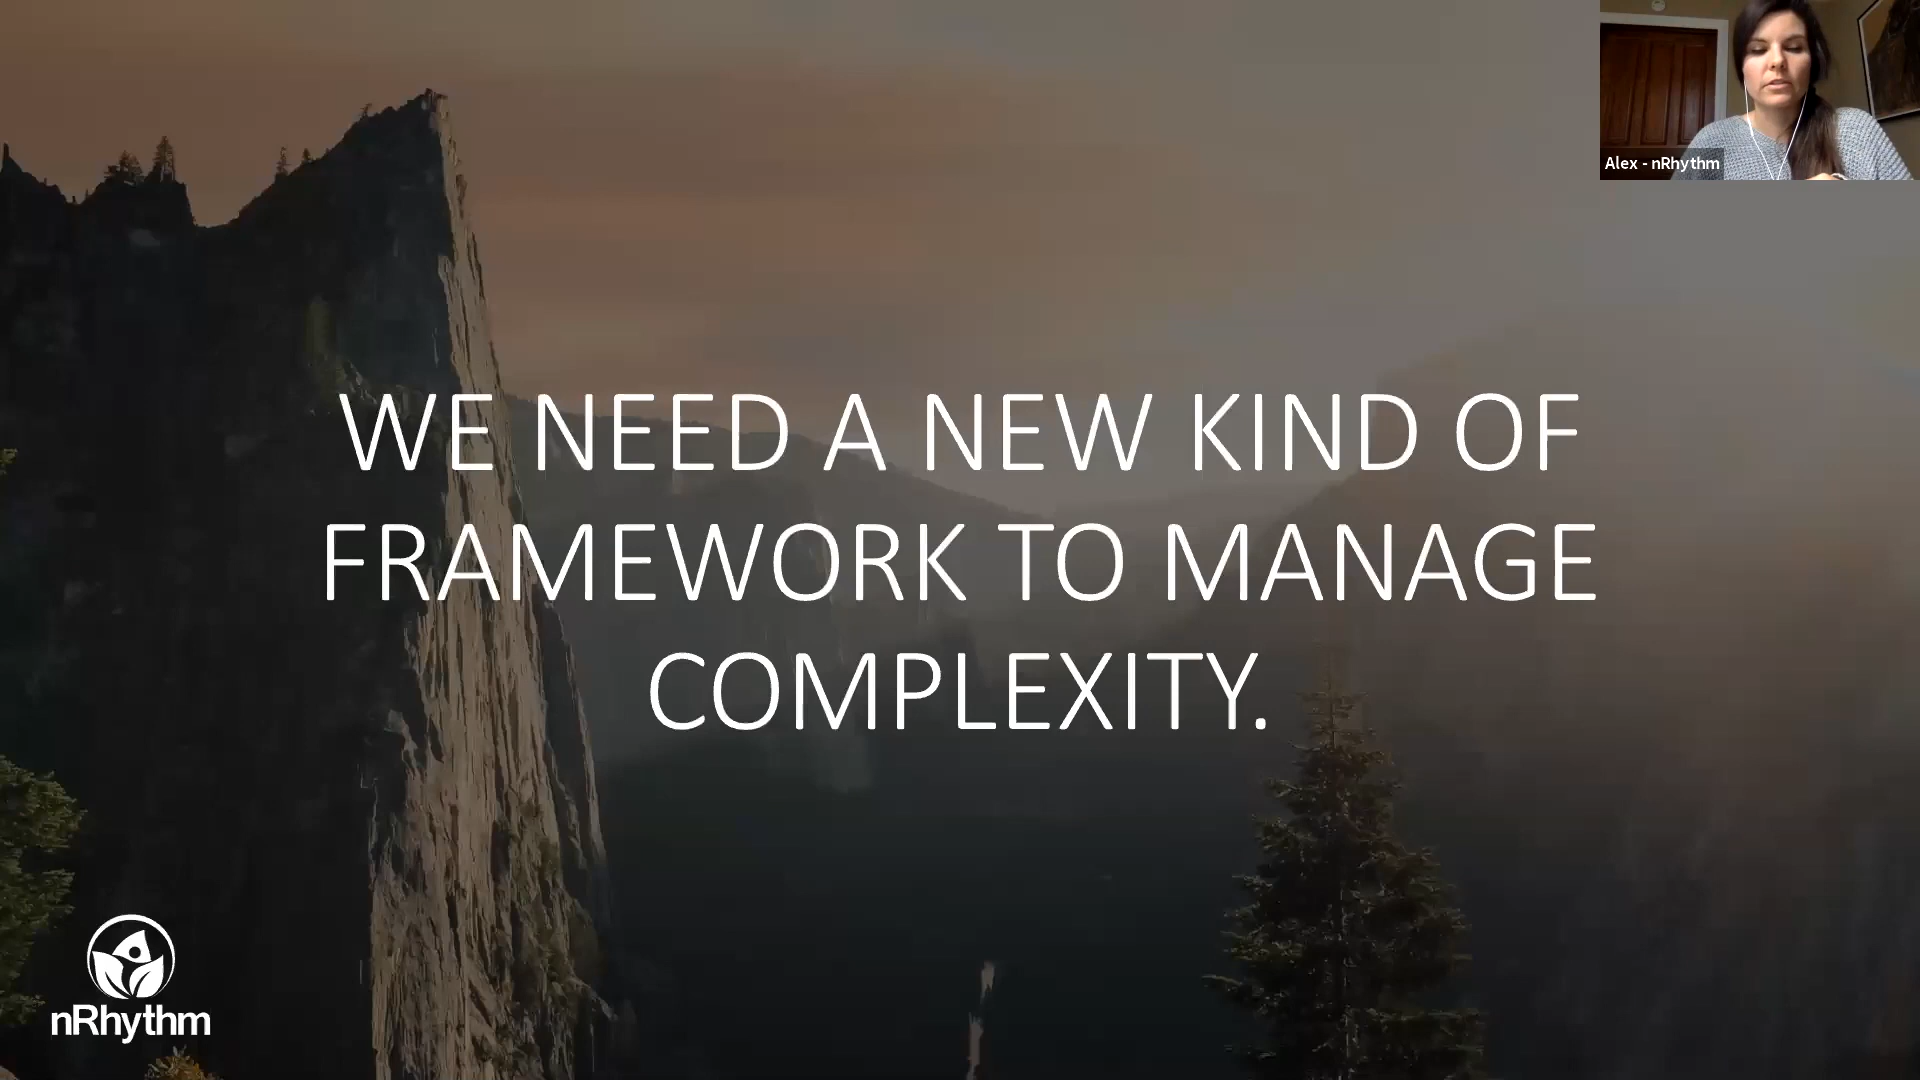 Alex - nRhythm
WE NEED A NEW KIND OF
FRAMEWORK TO MANAGE
COMPLEXITY.
nRhythm